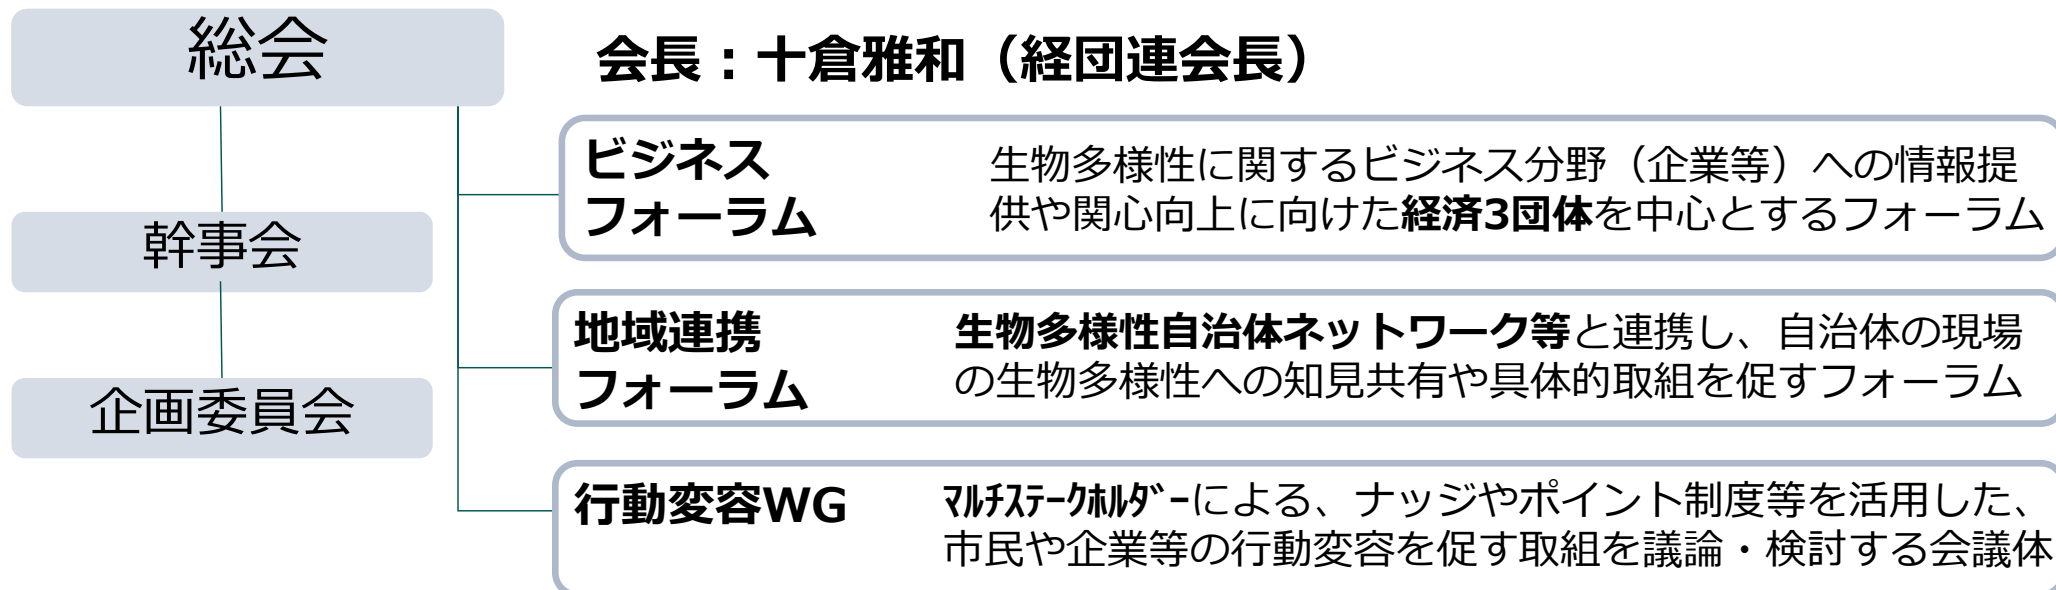 総会
会長：十倉雅和（経団連会長）
ビジネス
フォーラム
生物多様性に関するビジネス分野（企業等）への情報提
供や関心向上に向けた経済3団体を中心とするフォーラム
幹事会
地域連携
フォーラム
生物多様性自治体ネットワーク等と連携し、自治体の現場
の生物多様性への知見共有や具体的取組を促すフォーラム
企画委員会
行動変容WG
ﾏﾙﾁｽﾃｰｸﾎﾙﾀﾞｰによる、ナッジやポイント制度等を活用した、
市民や企業等の行動変容を促す取組を議論・検討する会議体